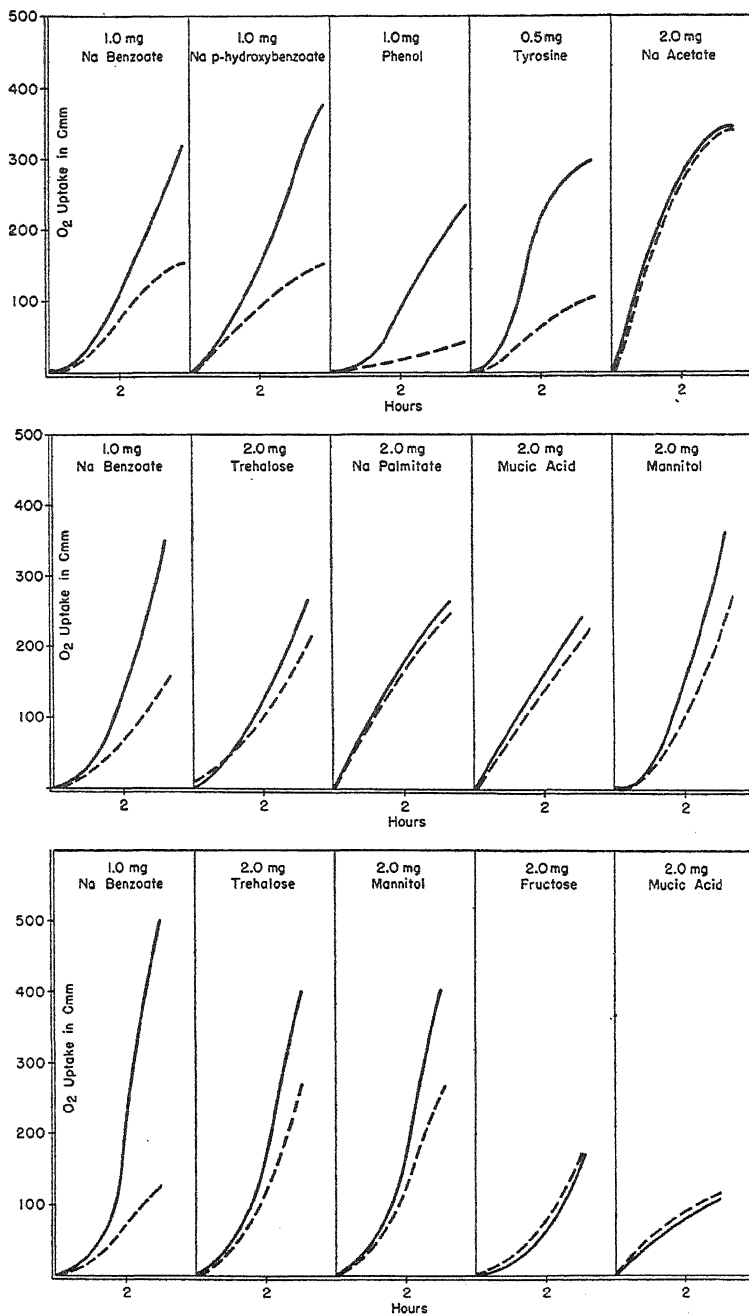 500
400
300
200
100
O2 Uptake in Cmm
1.0 mg
Na Benzoate
1.0 mg
Na p-hydroxybenzoate
1.0 mg
Phenol
0.5 mg
Tyrosine
2.0 mg
Na Acetate
2
2
2
2
2
Hours
500
400
300
200
100
O2 Uptake in Cmm
1.0 mg
Na Benzoate
2.0 mg
Trehalose
2.0 mg
Na Palmitate
2.0 mg
Mucic Acid
2.0 mg
Mannitol
2
2
2
2
2
Hours
500
400
300
200
100
O2 Uptake in Cmm
1.0 mg
Na Benzoate
2.0 mg
Trehalose
2.0 mg
Mannitol
2.0 mg
Fructose
2.0 mg
Mucic Acid
2
2
2
2
2
Hours